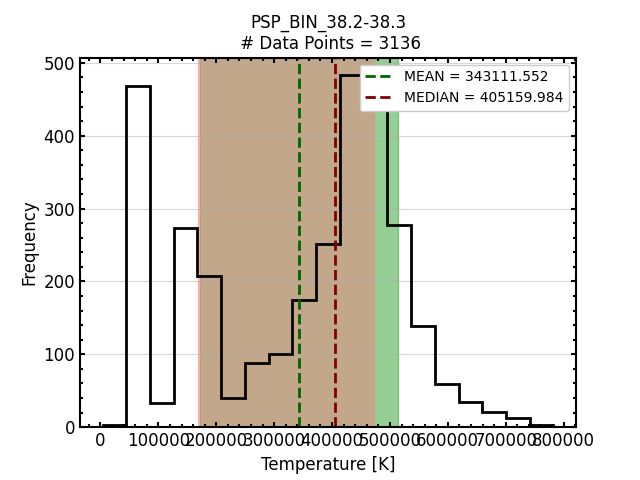 PSP_BIN_38.2-38.3
# Data Points = 3136
MEAN = 343111.552
MEDIAN = 405159.984
Frequency
500
400
300
200
100
0
0 100000 200000 300000 400000 500000 600000 700000 800000
Temperature [K]